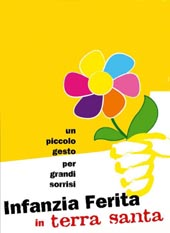 un
piccolo
gesto
per
grandi
sorrisi
Infanzia Ferita
in terra santa